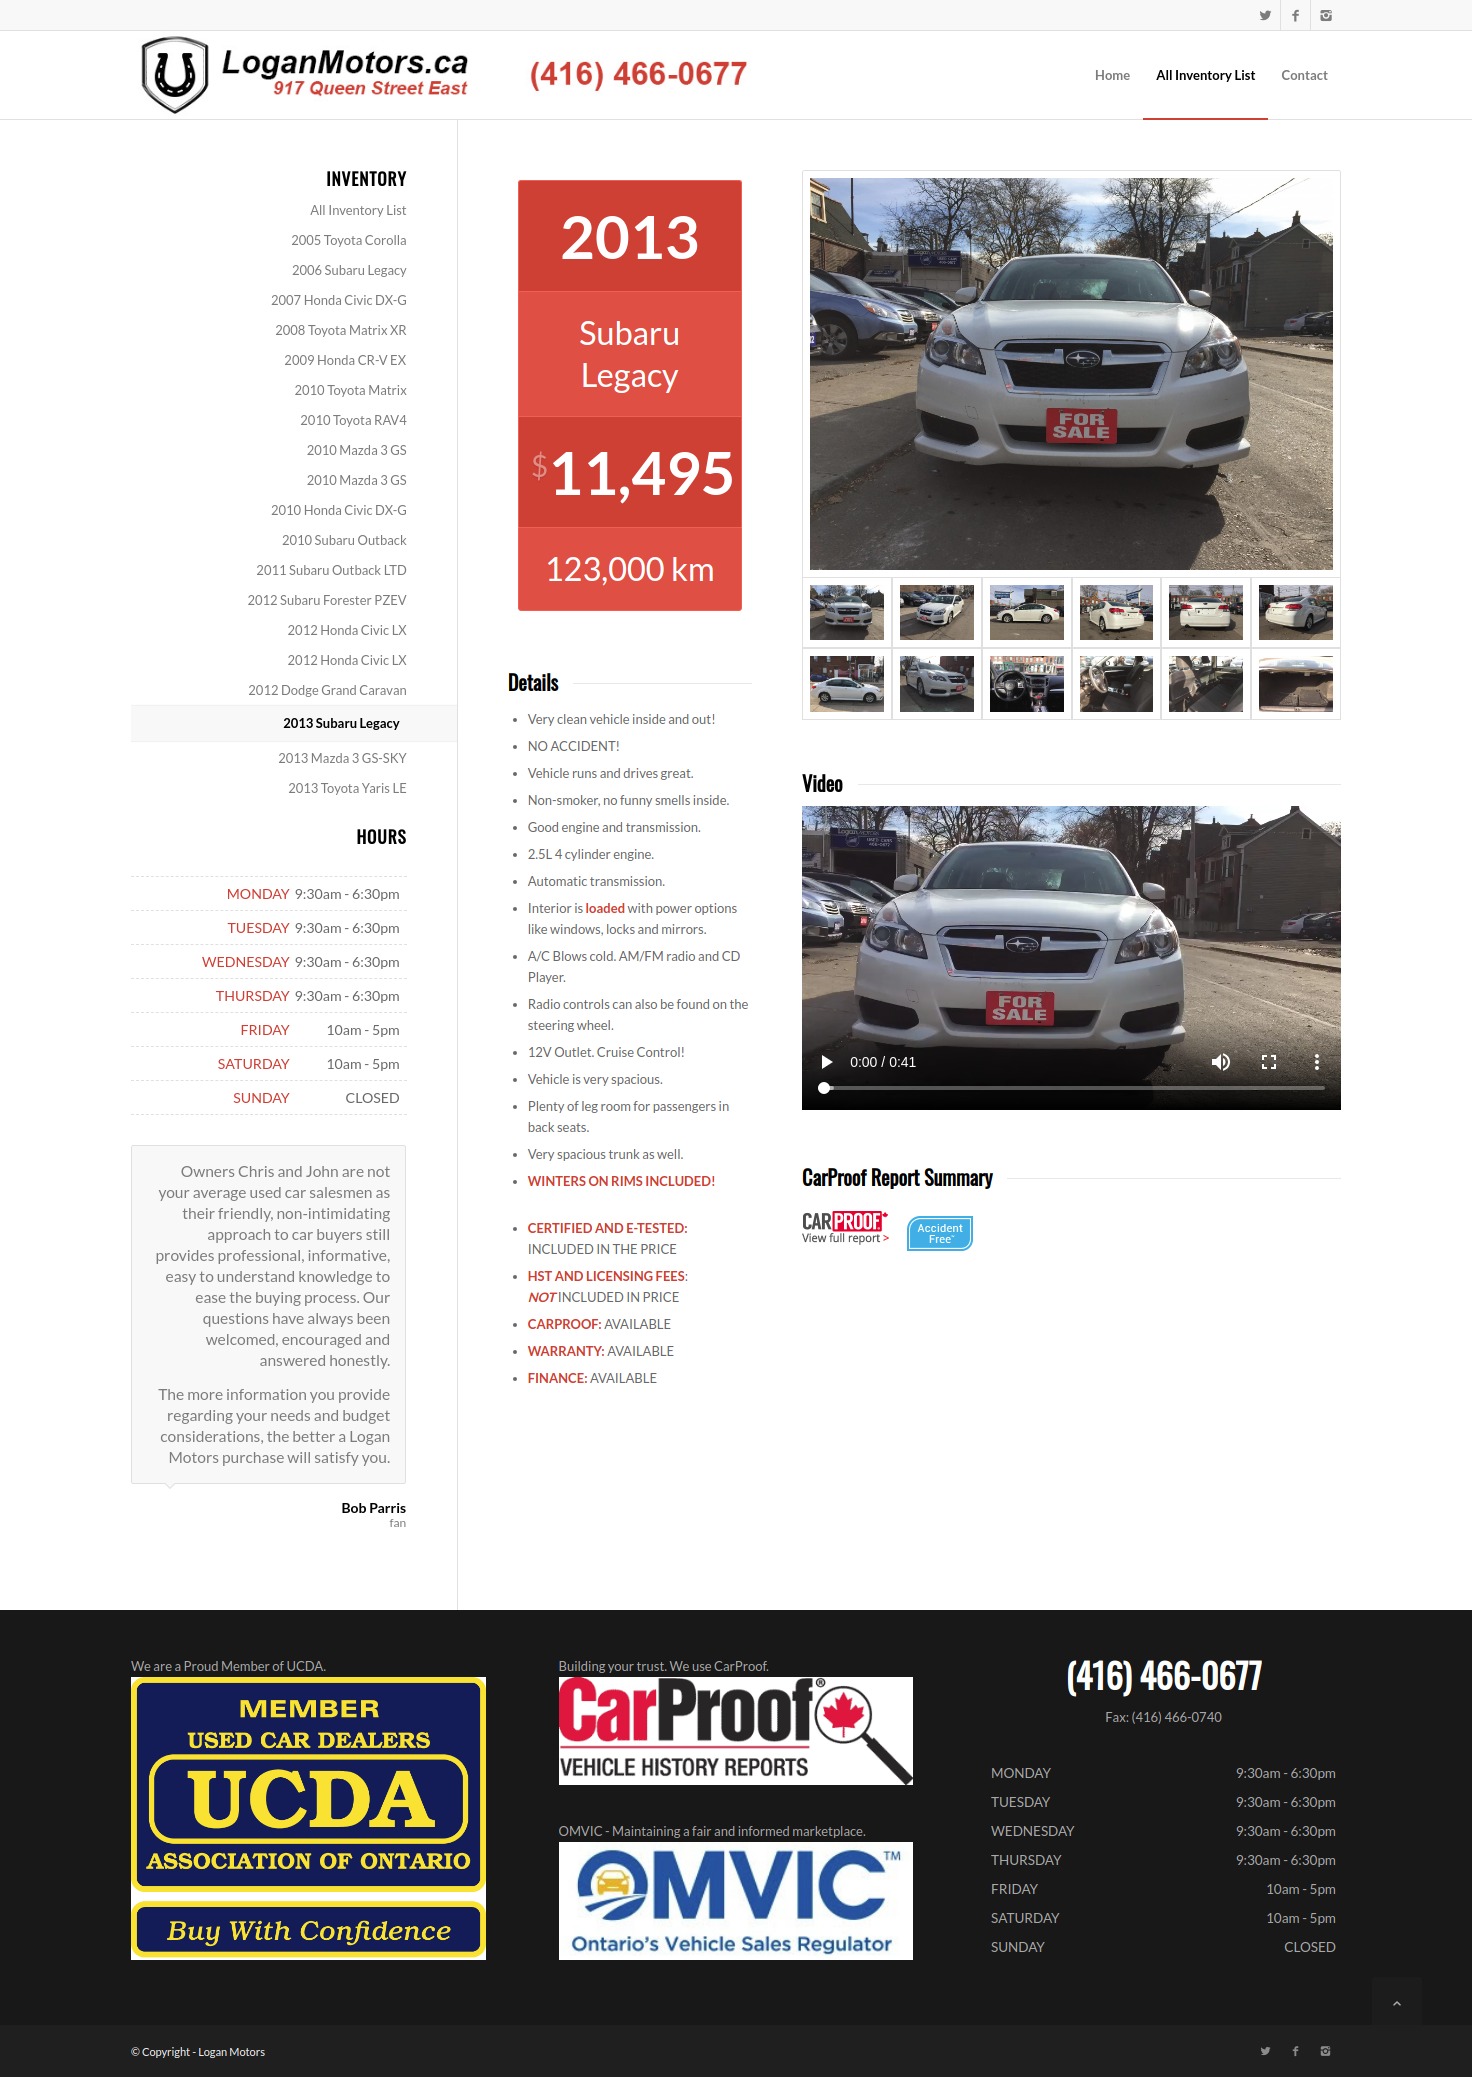 LoganMotors.ca
917 Queen Street East
(416) 466-0677
Home
All Inventory List
Contact
INVENTORY
All Inventory List
2005 Toyota Corolla
2006 Subaru Legacy
2007 Honda Civic DX-G
2008 Toyota Matrix XR
2009 Honda CR-V EX
2010 Toyota Matrix
2010 Toyota RAV4
2010 Mazda 3 GS
2010 Mazda 3 GS
2010 Honda Civic DX-G
2010 Subaru Outback
2011 Subaru Outback LTD
2012 Subaru Forester PZEV
2012 Honda Civic LX
2012 Honda Civic LX
2012 Dodge Grand Caravan
2013 Subaru Legacy
2013 Mazda 3 GS-SKY
2013 Toyota Yaris LE
HOURS
MONDAY 9:30am - 6:30pm
TUESDAY 9:30am - 6:30pm
WEDNESDAY 9:30am - 6:30pm
THURSDAY 9:30am - 6:30pm
FRIDAY 10am - 5pm
SATURDAY 10am - 5pm
SUNDAY CLOSED
Owners Chris and John are not
your average used car salesmen as
their friendly, non-intimidating
approach to car buyers still
provides professional, informative,
easy to understand knowledge to
ease the buying process. Our
questions have always been
welcomed, encouraged and
answered honestly.
The more information you provide
regarding your needs and budget
considerations, the better a Logan
Motors purchase will satisfy you.
Bob Parris
fan
2013
Subaru
Legacy
$11,495
123,000 km
Details
Very clean vehicle inside and out!
NO ACCIDENT!
Vehicle runs and drives great.
Non-smoker, no funny smells inside.
Good engine and transmission.
2.5L 4 cylinder engine.
Automatic transmission.
Interior is loaded with power options
like windows, locks and mirrors.
A/C Blows cold. AM/FM radio and CD
Player.
Radio controls can also be found on the
steering wheel.
12V Outlet. Cruise Control!
Vehicle is very spacious.
Plenty of leg room for passengers in
back seats.
Very spacious trunk as well.
WINTERS ON RIMS INCLUDED!
CERTIFIED AND E-TESTED:
INCLUDED IN THE PRICE
HST AND LICENSING FEES:
NOT INCLUDED IN PRICE
CARPROOF: AVAILABLE
WARRANTY: AVAILABLE
FINANCE: AVAILABLE
FOR
SALE
Video
LOGAN MOTORS
USED CARS
466-0677
FOR
SALE
0:00 / 0:41
CarProof Report Summary
CARPROOF
View full report >
Accident
Free™
We are a Proud Member of UCDA.
MEMBER
USED CAR DEALERS
UCDA
ASSOCIATION OF ONTARIO
Buy With Confidence
Building your trust. We use CarProof.
CarProof®
VEHICLE HISTORY REPORTS
OMVIC - Maintaining a fair and informed marketplace.
OMVIC™
Ontario's Vehicle Sales Regulator
(416) 466-0677
Fax: (416) 466-0740
MONDAY 9:30am - 6:30pm
TUESDAY 9:30am - 6:30pm
WEDNESDAY 9:30am - 6:30pm
THURSDAY 9:30am - 6:30pm
FRIDAY 10am - 5pm
SATURDAY 10am - 5pm
SUNDAY CLOSED
© Copyright - Logan Motors